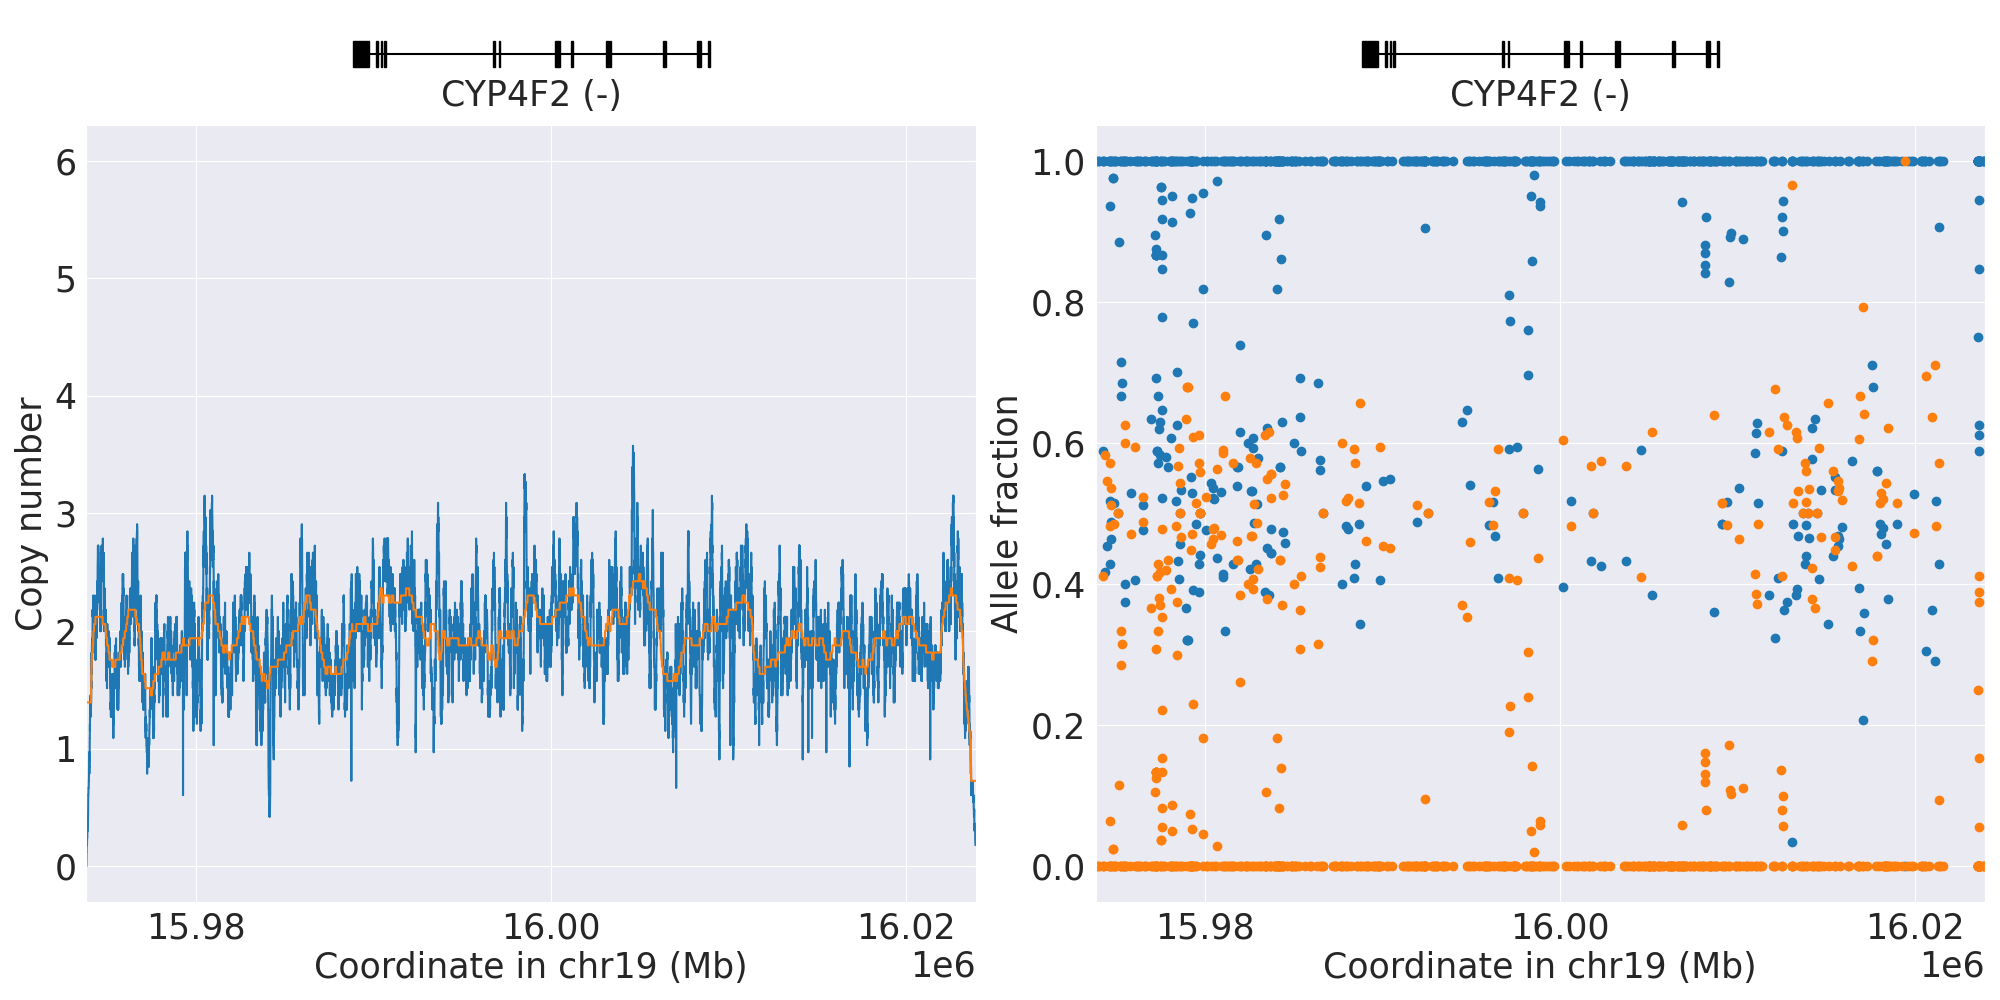 CYP4F2 (-)
Copy number
6
5
4
3
2
1
0
15.98
16.00
16.02
Coordinate in chr19 (Mb)
1e6
CYP4F2 (-)
Allele fraction
1.0
0.8
0.6
0.4
0.2
0.0
15.98
16.00
16.02
Coordinate in chr19 (Mb)
1e6